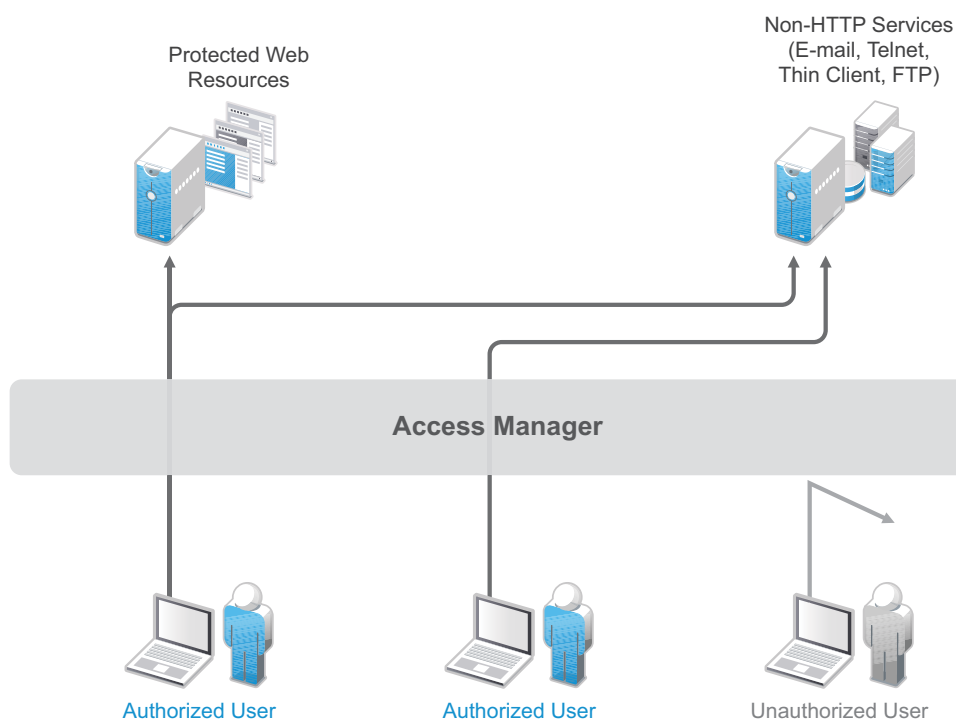 Protected Web
Resources
Non-HTTP Services
(E-mail, Telnet,
Thin Client, FTP)
Access Manager
Authorized User
Authorized User
Unauthorized User